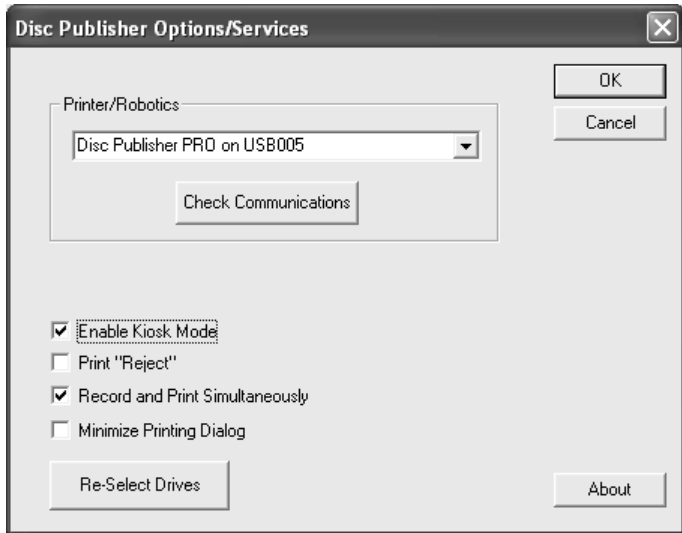 Disc Publisher Options/Services
OK
Printer/Robotics
Cancel
Disc Publisher PRO on USB005
Check Communications
Enable Kiosk Mode
Print "Reject"
Record and Print Simultaneously
Minimize Printing Dialog
Re-Select Drives
About